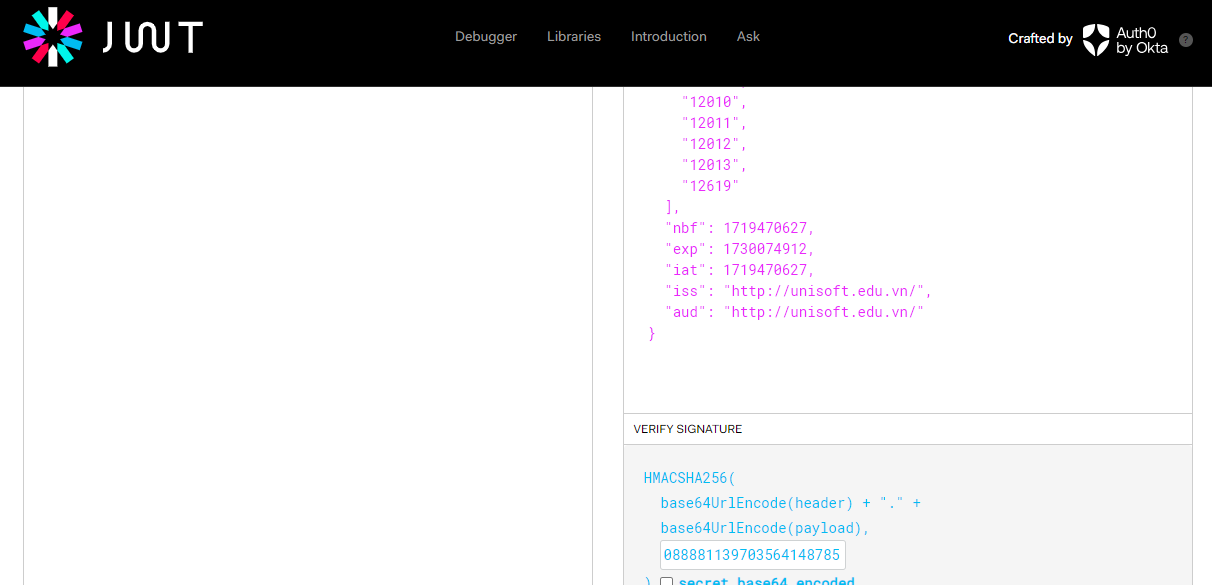 JWT
Debugger Libraries Introduction Ask
Crafted by
Auth0
by Okta
?
"12010",
"12011",
"12012",
"12013",
"12619"
],
"nbf": 1719470627,
"exp": 1730074912,
"iat": 1719470627,
"iss": "http://unisoft.edu.vn/",
"aud": "http://unisoft.edu.vn/"
}
VERIFY SIGNATURE
HMACSHA256(
base64UrlEncode(header) + "." +
base64UrlEncode(payload),
088881139703564148785
) secret base64 encoded